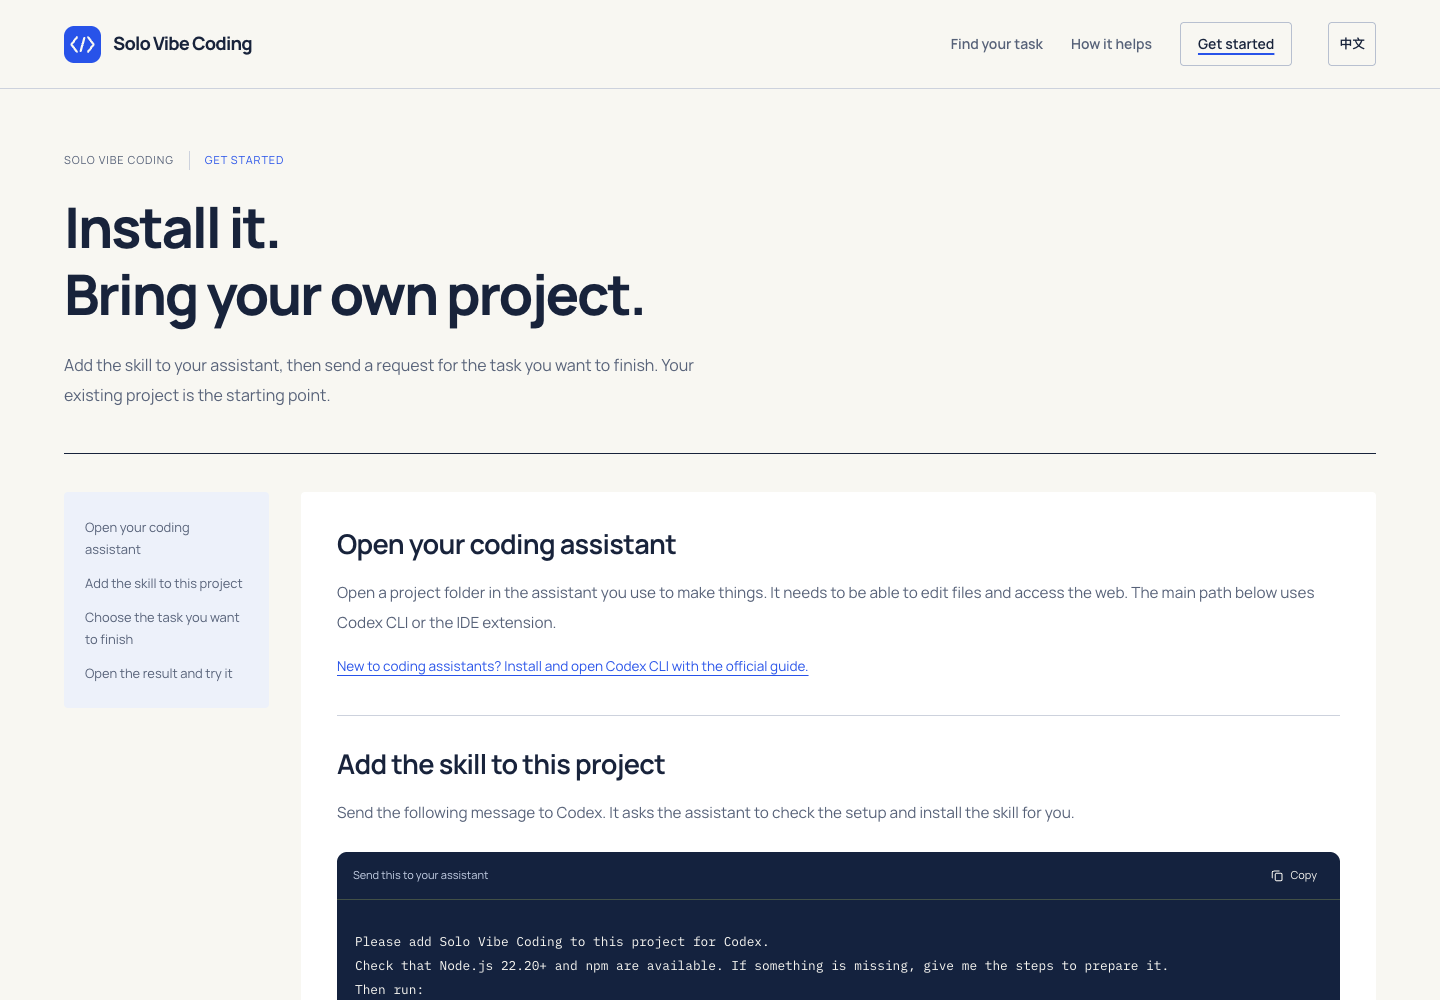 Solo Vibe Coding
Find your task
How it helps
Get started
中文
SOLO VIBE CODING
GET STARTED
Install it.
Bring your own project.
Add the skill to your assistant, then send a request for the task you want to finish. Your
existing project is the starting point.
Open your coding
assistant
Add the skill to this project
Choose the task you want
to finish
Open the result and try it
Open your coding assistant
Open a project folder in the assistant you use to make things. It needs to be able to edit files and access the web. The main path below uses
Codex CLI or the IDE extension.
New to coding assistants? Install and open Codex CLI with the official guide.
Add the skill to this project
Send the following message to Codex. It asks the assistant to check the setup and install the skill for you.
Send this to your assistant
Copy
Please add Solo Vibe Coding to this project for Codex.
Check that Node.js 22.20+ and npm are available. If something is missing, give me the steps to prepare it.
Then run: